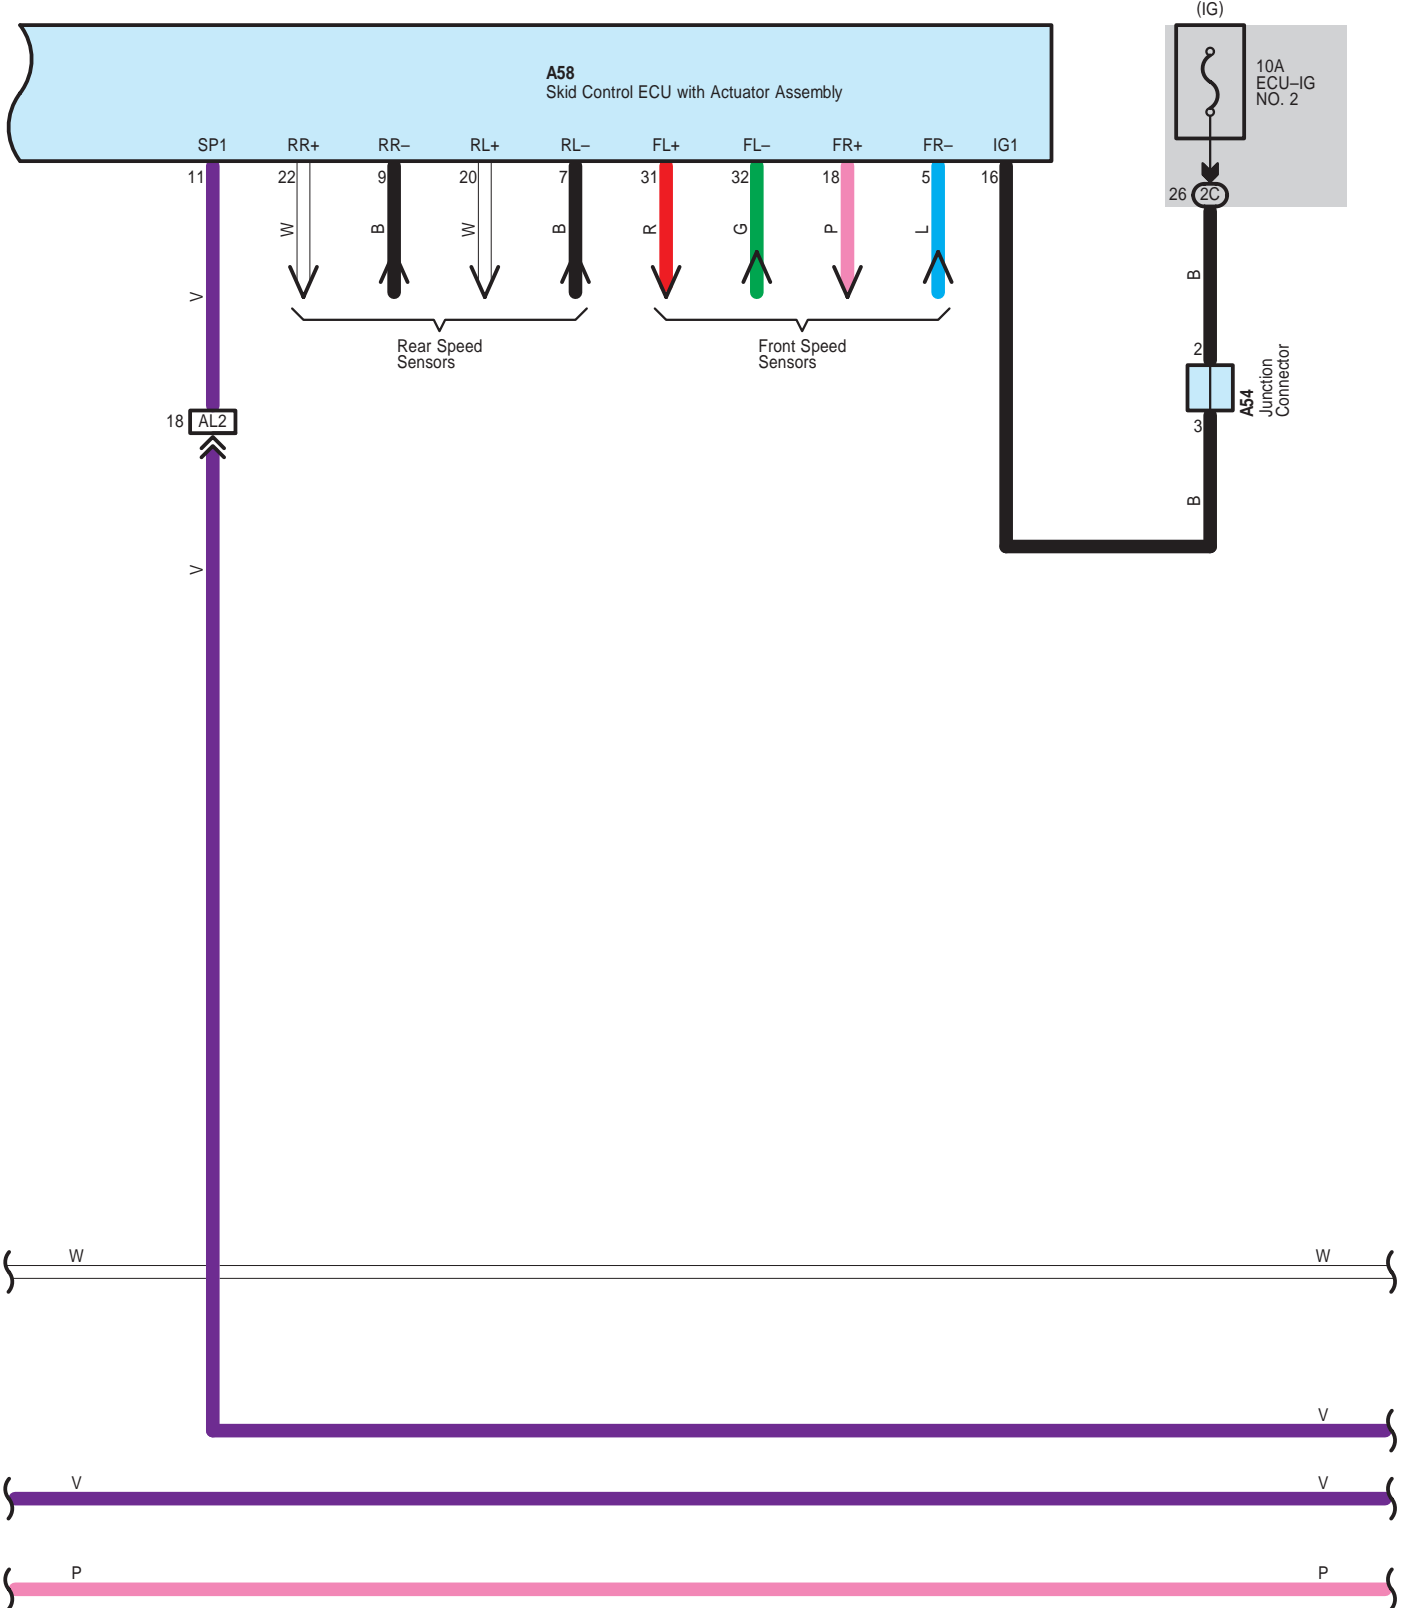 (IG)
10A
ECU–IG
NO. 2
A58
Skid Control ECU with Actuator Assembly
SP1 RR+ RR– RL+ RL– FL+ FL– FR+ FR– IG1
11 22 9 20 7 31 32 18 5 16
26 2C
W B W B R G P L
V
B
Rear Speed
Sensors
Front Speed
Sensors
2
A54
Junction
Connector
3
18 AL2
B
V
W W
V
V V
P P